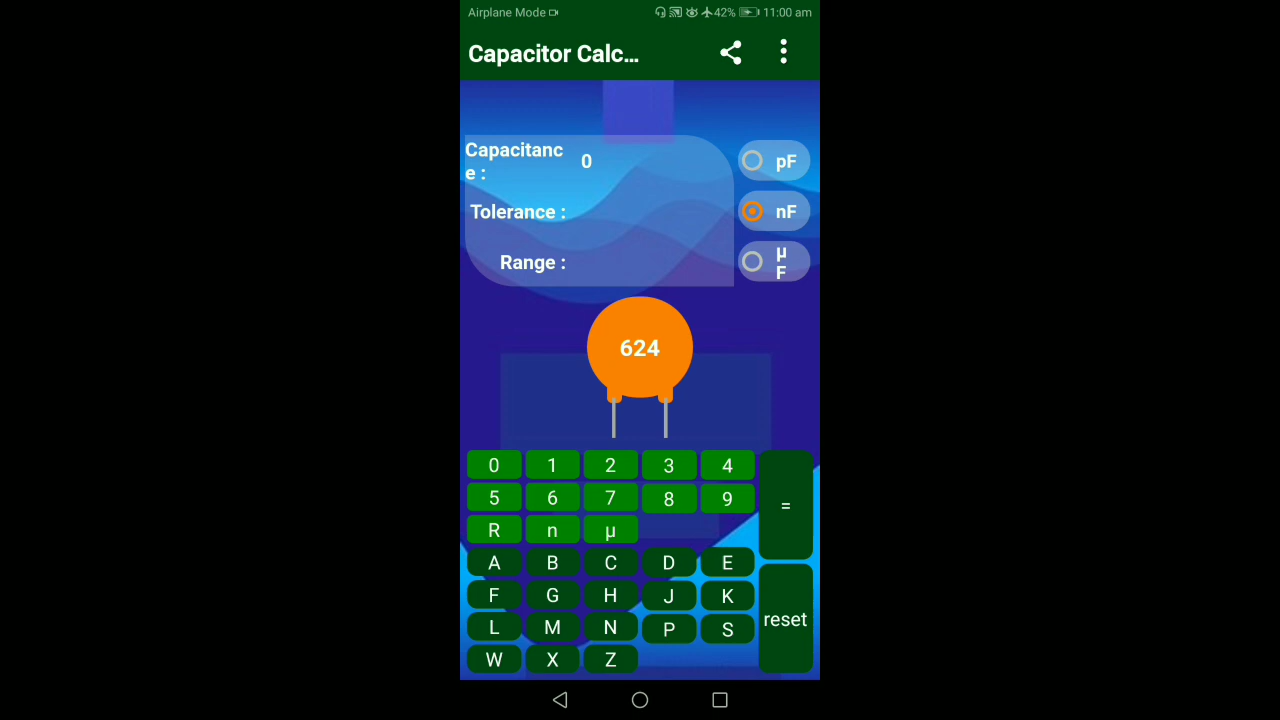 Airplane Mode 42% 11:00 am
Capacitor Calc...
Capacitanc
e : 0 pF
Tolerance : nF
Range : μ
F
624
0 1 2 3 4
5 6 7 8 9 =
R n μ
A B C D E
F G H J K
L M N P S reset
W X Z